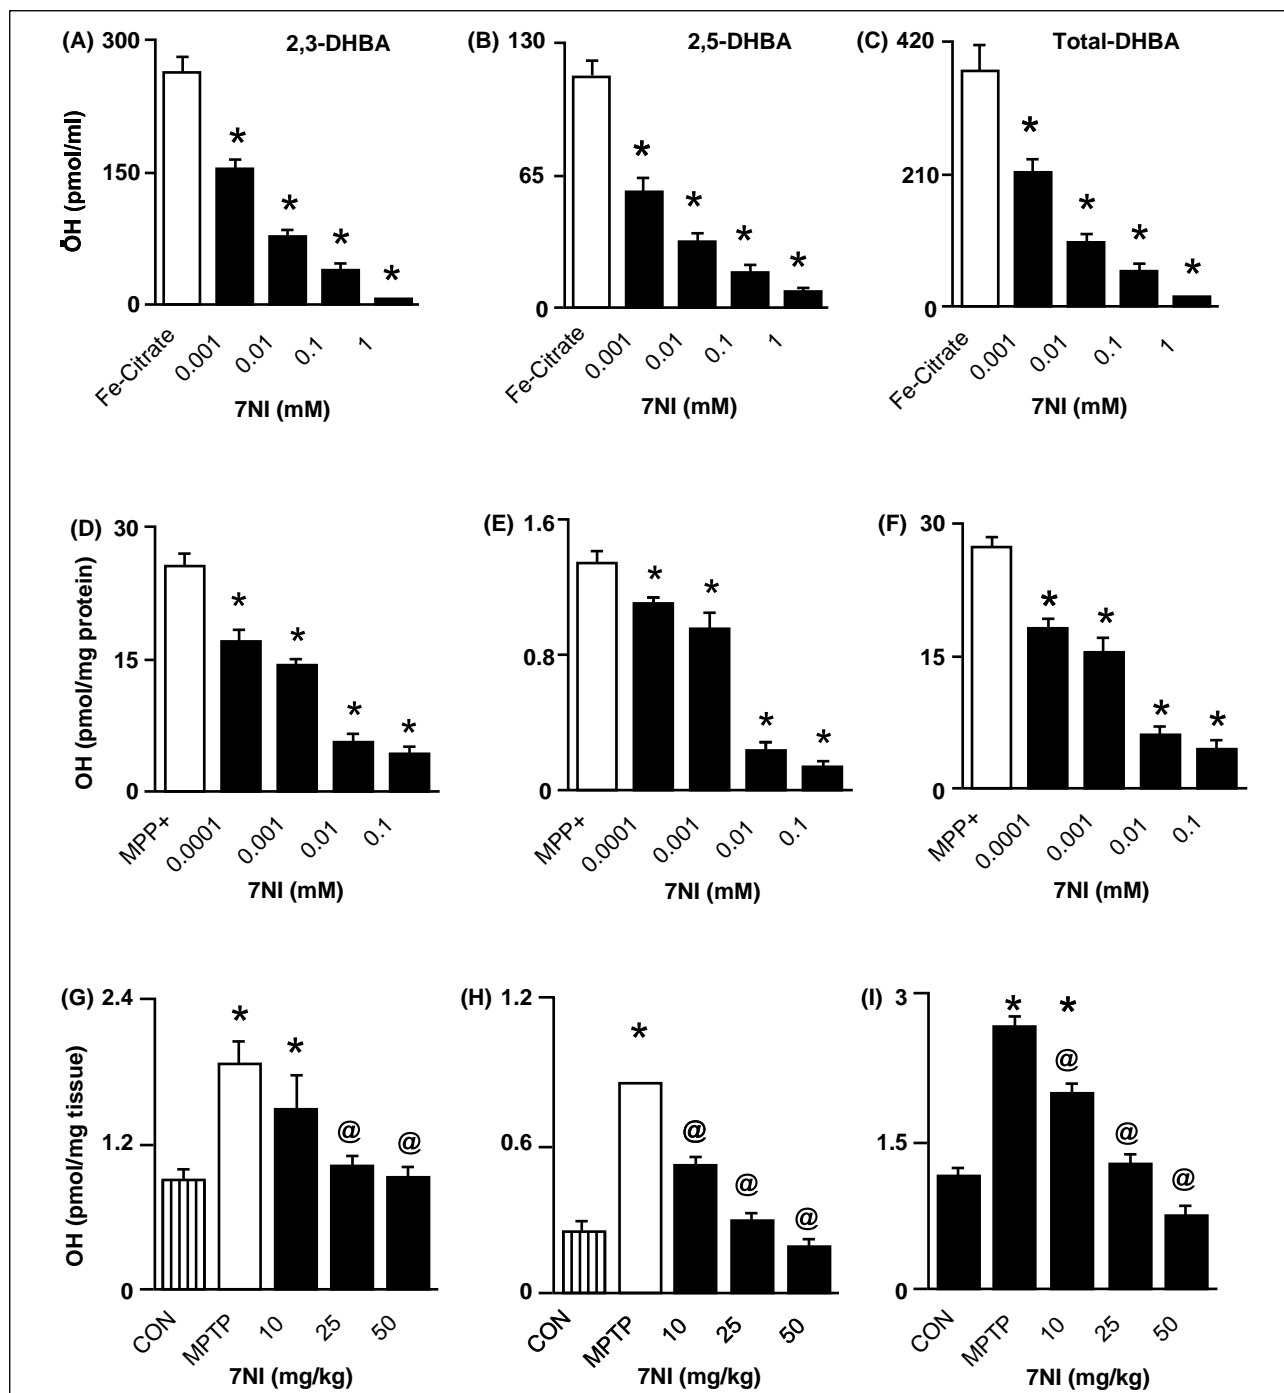 (A) 300 2,3-DHBA (B) 130 2,5-DHBA (C) 420 Total-DHBA
ŌH (pmol/ml)
* * * *
* * * *
* * * *
150 65 210
0 0 0
Fe-Citrate 0.001 0.01 0.1 1
Fe-Citrate 0.001 0.01 0.1 1
Fe-Citrate 0.001 0.01 0.1 1
7NI (mM) 7NI (mM) 7NI (mM)
(D) 30 (E) 1.6 (F) 30
OH (pmol/mg protein)
* * * *
* * * *
* * * *
15 0.8 15
0 0 0
MPP+ 0.0001 0.001 0.01 0.1
MPP+ 0.0001 0.001 0.01 0.1
MPP+ 0.0001 0.001 0.01 0.1
7NI (mM) 7NI (mM) 7NI (mM)
(G) 2.4 (H) 1.2 (I) 3
OH (pmol/mg tissue)
* * @ @
* @ @ @
* * @ @ @
1.2 0.6 1.5
0 0 0
CON MPTP 10 25 50
CON MPTP 10 25 50
CON MPTP 10 25 50
7NI (mg/kg) 7NI (mg/kg) 7NI (mg/kg)